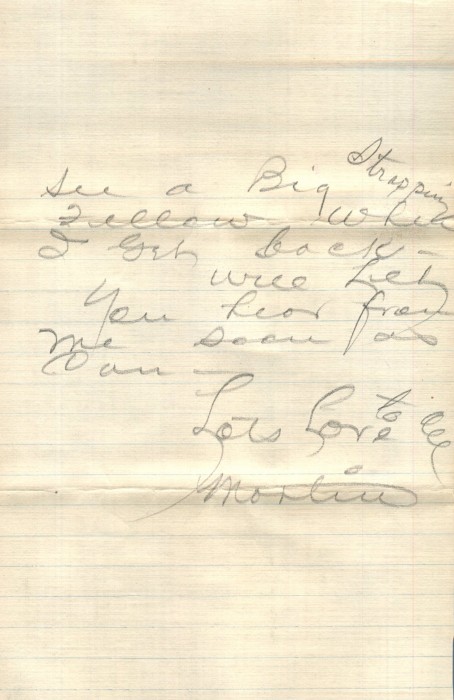 see a Big Strappin
Fellow when
I Get back -
will Let
You hear from
Me soon as
Can -
Lots Love to all
Martin